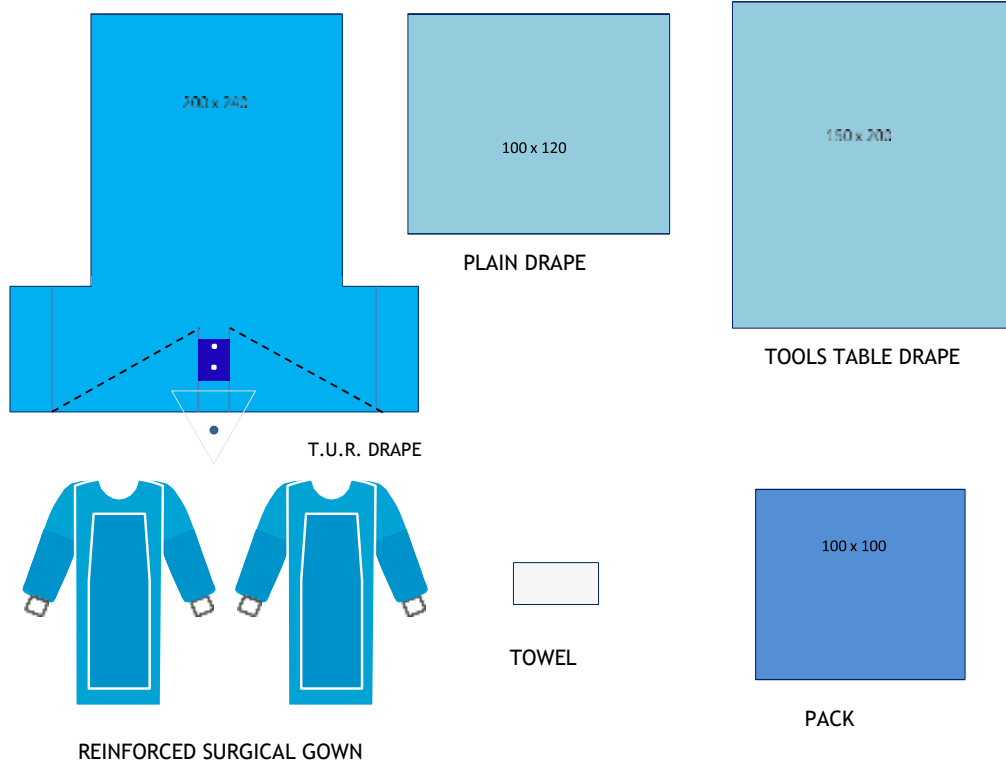 200 x 240
100 x 120
150 x 200
PLAIN DRAPE
TOOLS TABLE DRAPE
T.U.R. DRAPE
100 x 100
TOWEL
PACK
REINFORCED SURGICAL GOWN